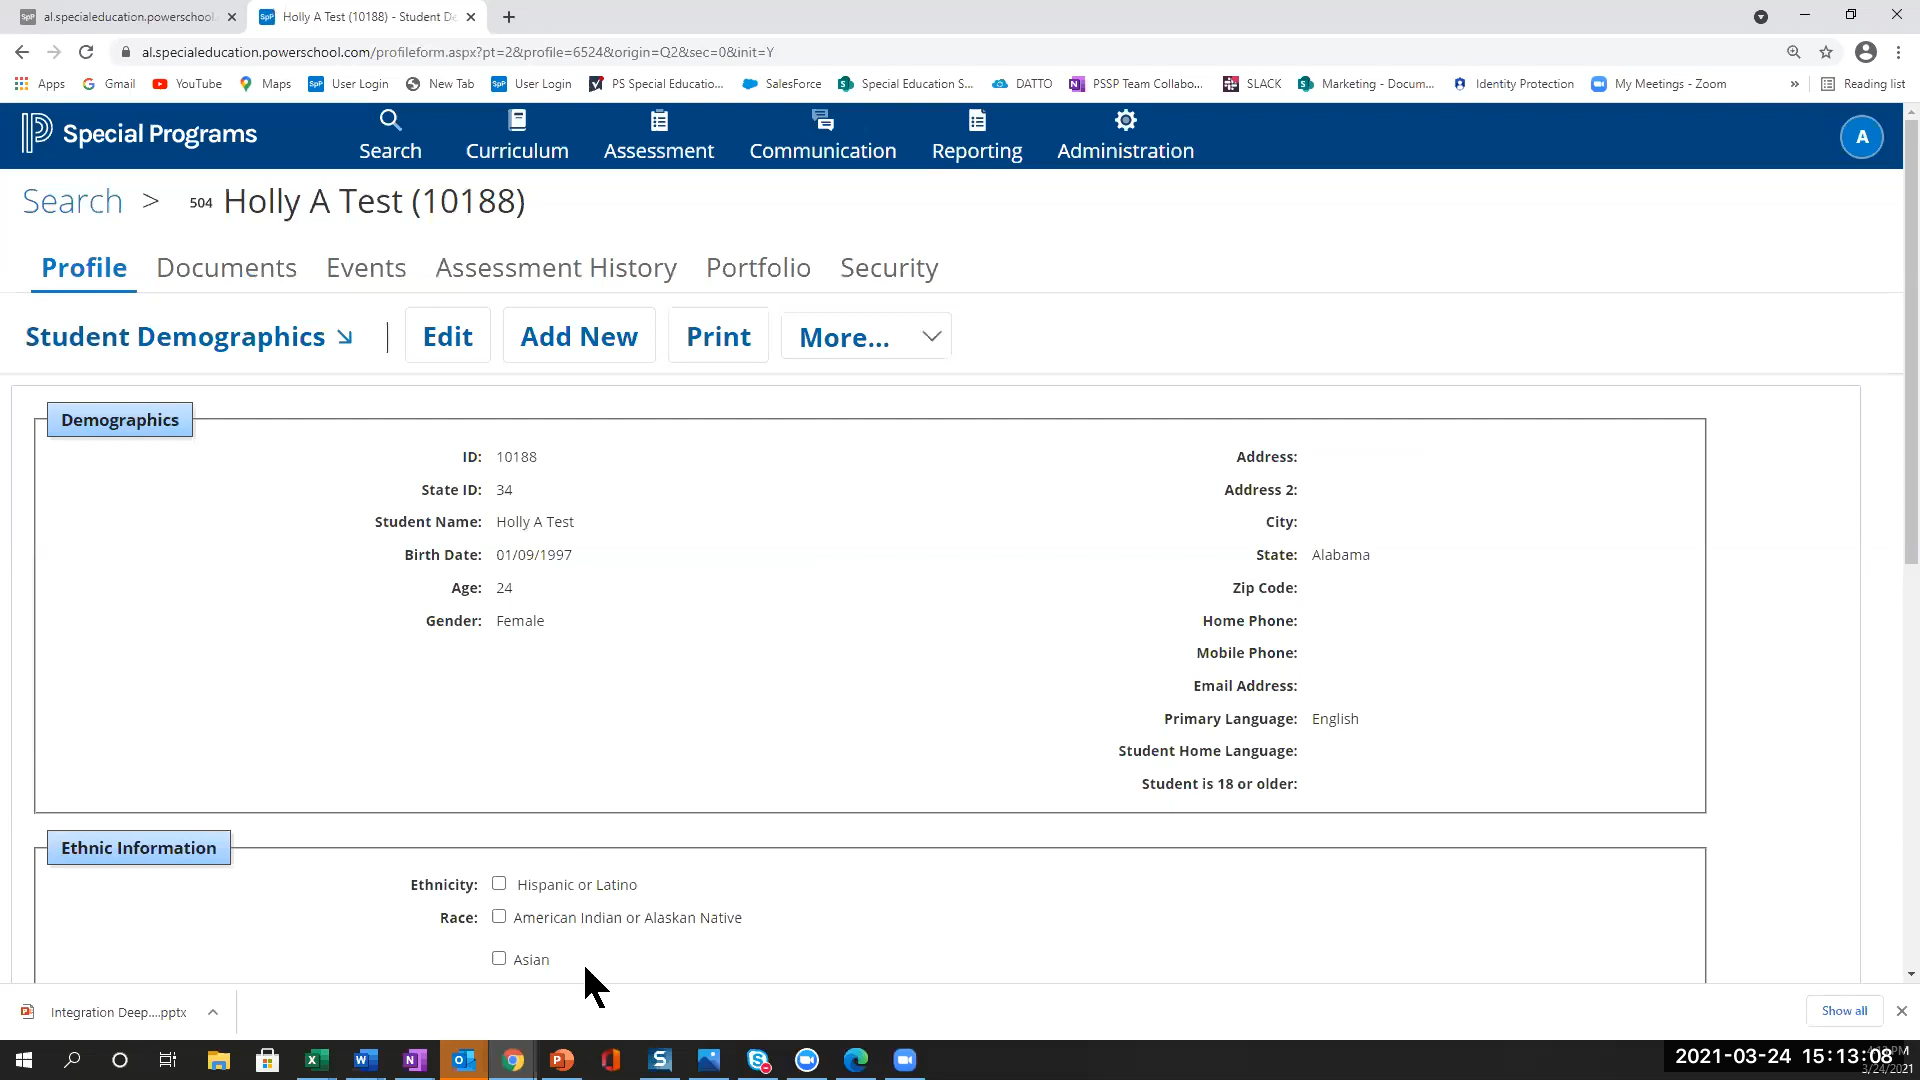 al.specialeducation.powerschool.
Holly A Test (10188) - Student De
al.specialeducation.powerschool.com/profileform.aspx?pt=2&profile=6524&origin=Q2&sec=0&init=Y
Apps Gmail YouTube Maps User Login New Tab User Login PS Special Educatio... SalesForce Special Education S... DATTO PSSP Team Collabo... SLACK Marketing - Docum... Identity Protection My Meetings - Zoom » Reading list
Special Programs Search Curriculum Assessment Communication Reporting Administration A
Search > 504 Holly A Test (10188)
Profile Documents Events Assessment History Portfolio Security
Student Demographics Edit Add New Print More...
Demographics
ID: 10188 Address:
State ID: 34 Address 2:
Student Name: Holly A Test City:
Birth Date: 01/09/1997 State: Alabama
Age: 24 Zip Code:
Gender: Female Home Phone:
Mobile Phone:
Email Address:
Primary Language: English
Student Home Language:
Student is 18 or older:
Ethnic Information
Ethnicity: Hispanic or Latino
Race: American Indian or Alaskan Native
Asian
Integration Deep....pptx Show all
2021-03-24 15:13:08
3/24/2021